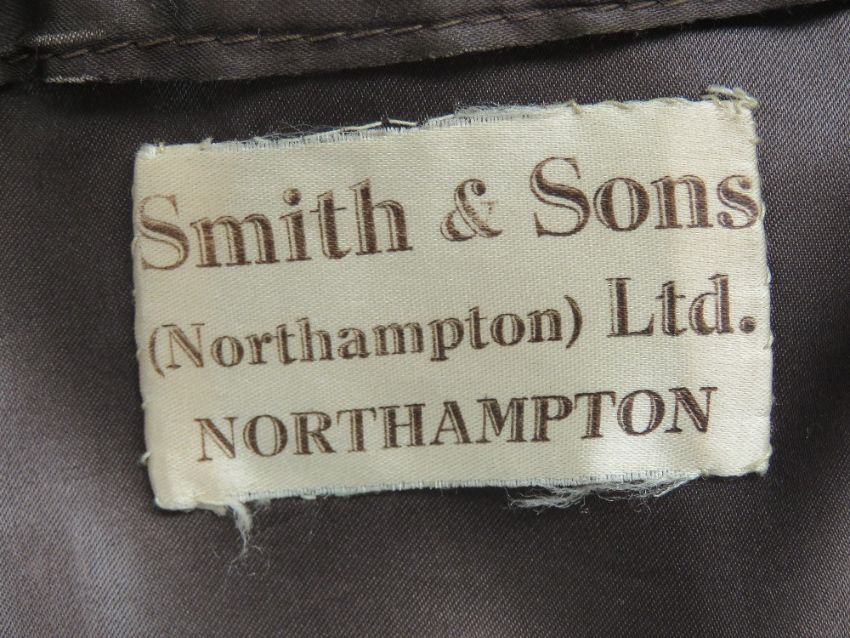 Smith & Sons
(Northampton) Ltd.
NORTHAMPTON